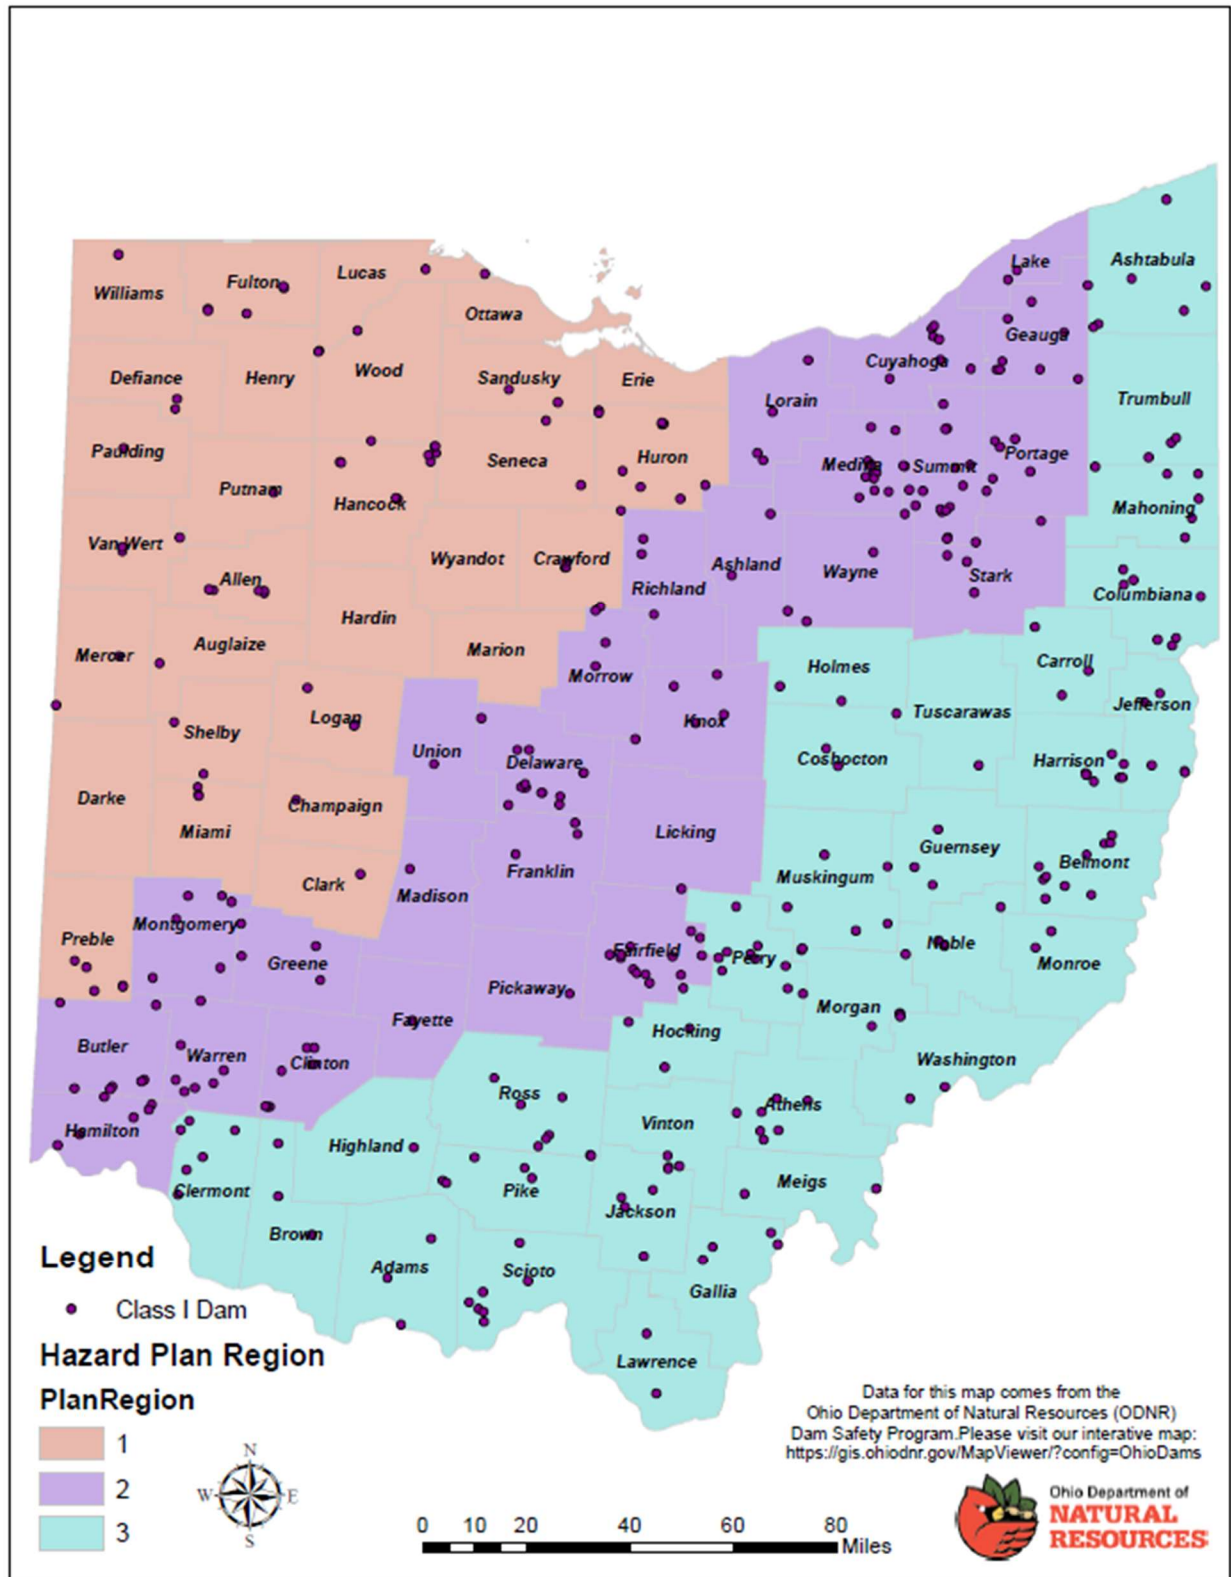 Lake
Ashtabula
Williams
Fulton
Lucas
Ottawa
Geauga
Cuyahoga
Defiance
Henry
Wood
Sandusky
Erie
Lorain
Trumbull
Paulding
Putnam
Hancock
Seneca
Huron
Medina
Summit
Portage
Mahoning
Van Wert
Allen
Wyandot
Crawford
Richland
Ashland
Wayne
Stark
Columbiana
Mercer
Auglaize
Hardin
Marion
Morrow
Holmes
Carroll
Jefferson
Shelby
Logan
Union
Delaware
Knox
Coshocton
Tuscarawas
Harrison
Darke
Miami
Champaign
Licking
Guernsey
Belmont
Clark
Madison
Franklin
Muskingum
Preble
Montgomery
Greene
Fairfield
Perry
Noble
Monroe
Pickaway
Fayette
Hocking
Morgan
Butler
Warren
Clinton
Washington
Ross
Athens
Vinton
Hamilton
Highland
Pike
Meigs
Clermont
Jackson
Brown
Adams
Scioto
Gallia
Lawrence
Legend
Class I Dam
Hazard Plan Region
PlanRegion
1
2
3
N
W
E
S
0 10 20 40 60 80
Miles
Data for this map comes from the
Ohio Department of Natural Resources (ODNR)
Dam Safety Program.Please visit our interative map:
https://gis.ohiodnr.gov/MapViewer/?config=OhioDams
Ohio Department of
NATURAL
RESOURCES